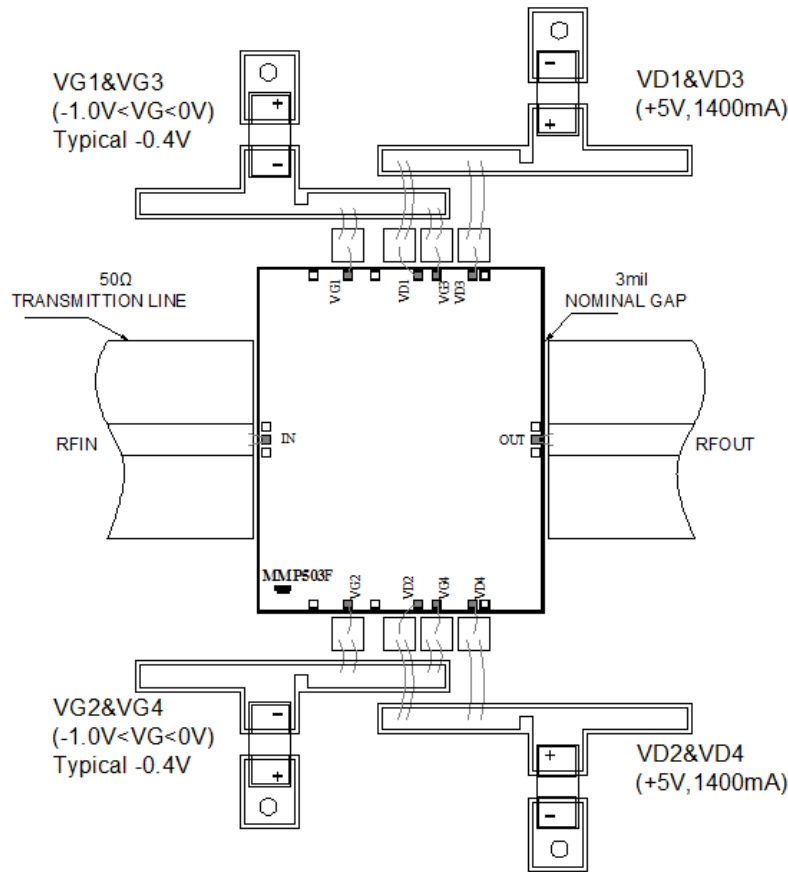 VG1&VG3
(-1.0V<VG<0V)
Typical -0.4V
+
-
-
+
VD1&VD3
(+5V,1400mA)
50Ω
TRANSMITTION LINE
3mil
NOMINAL GAP
VG1
VD1
VG3
VD3
RFIN
IN
OUT
RFOUT
MMP503F
VG2
VD2
VG4
VD4
VG2&VG4
(-1.0V<VG<0V)
Typical -0.4V
-
+
+
-
VD2&VD4
(+5V,1400mA)